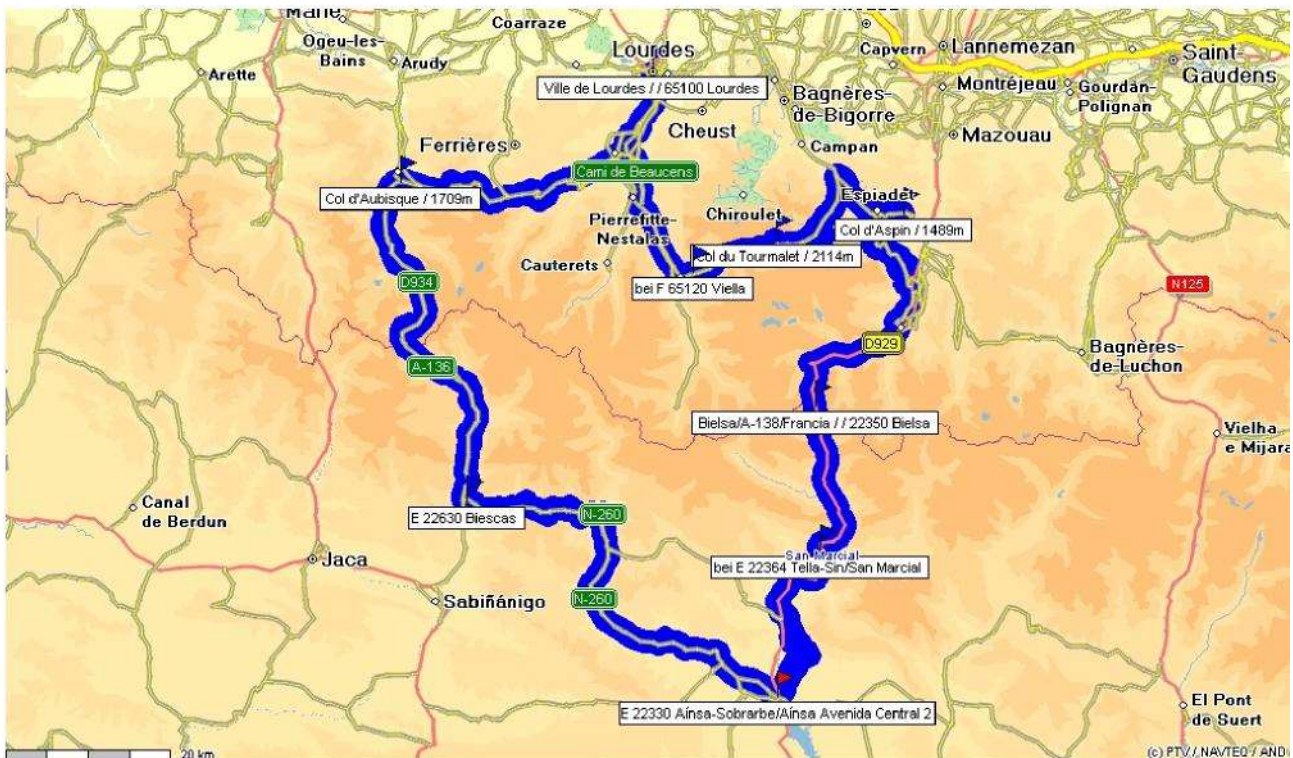 Coarraze
Ogeu-les-
Bains
Arudy
Arette
Lourdes
Capvern
Lannemezan
Saint-
Gaudens
Montréjeau
Gourdan-
Polignan
Ville de Lourdes // 65100 Lourdes
Bagnères-
de-Bigorre
Cheust
Mazouau
Campan
Ferrières
Cami de Beaucens
Espiadet
Col d'Aubisque / 1709m
Pierrefitte-
Nestalas
Chiroulet
Col d'Aspin / 1489m
Col du Tourmalet / 2114m
Cauterets
bei F 65120 Viella
D934
N125
D929
A-136
Bagnères-
de-Luchon
Bielsa/A-138/Francia // 22350 Bielsa
Vielha
e Mijara
Canal
de Berdun
E 22630 Biescas
N-260
Jaca
San Marcial
bei E 22364 Tella-Sin/San Marcial
N-260
Sabiñánigo
E 22330 Aínsa-Sobrarbe/Aínsa Avenida Central 2
El Pont
de Suert
20 km
(c) PTV / NAVTEQ / AND